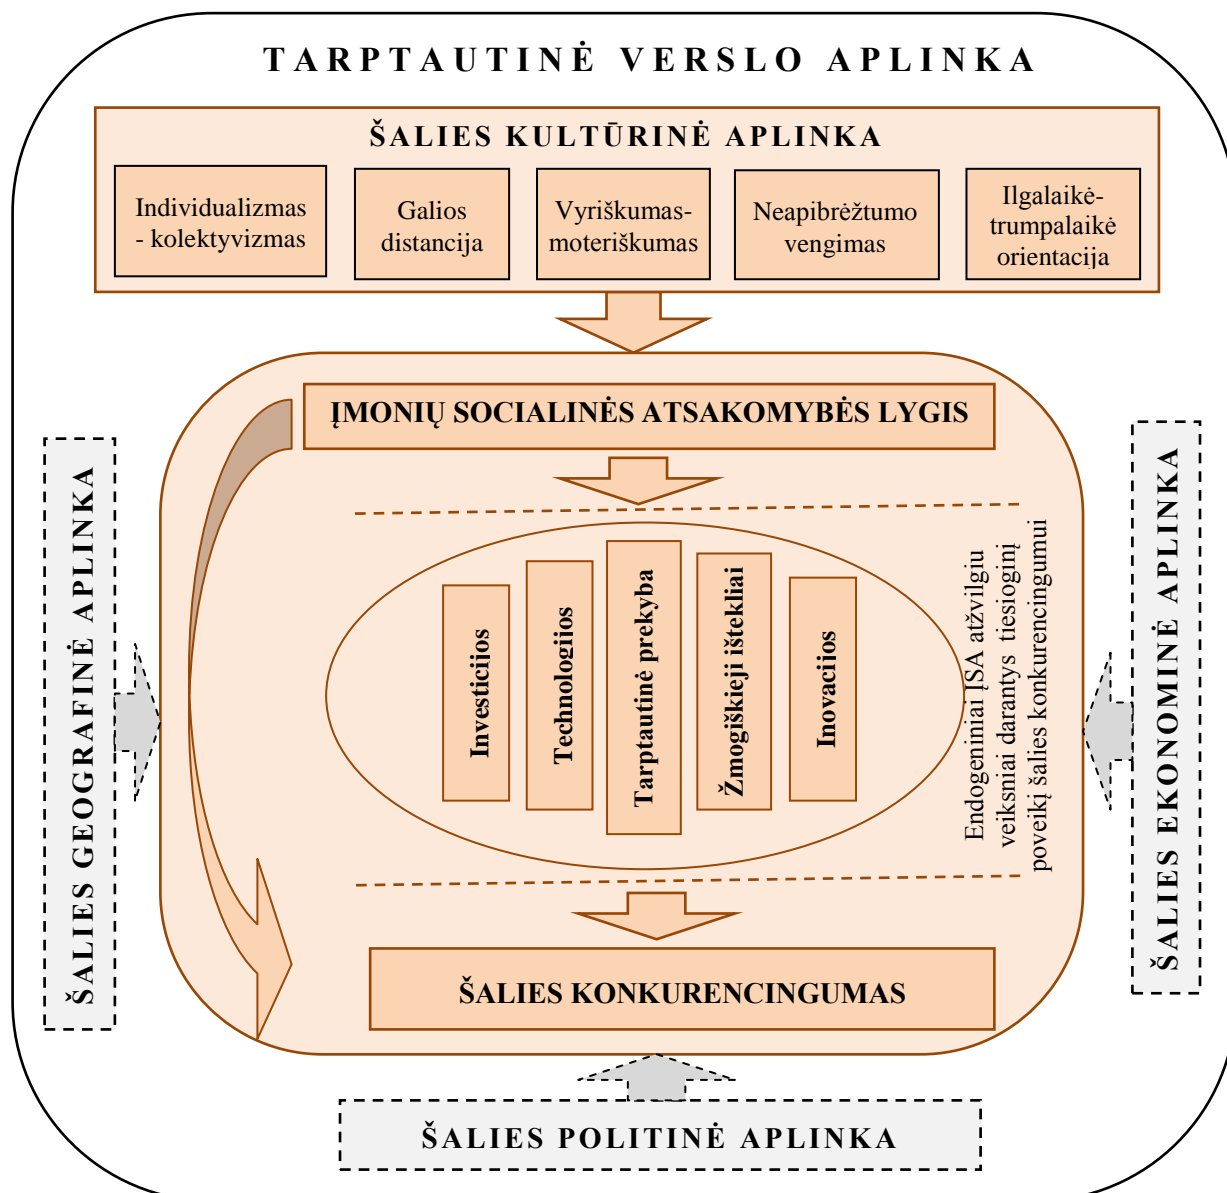 TARPTAUTINĖ VERSLO APLINKA
ŠALIES KULTŪRINĖ APLINKA
Individualizmas
- kolektyvizmas
Galios
distancija
Vyriškumas-
moteriškumas
Neapibrėžtumo
vengimas
Ilgalaikė-
trumpalaikė
orientacija
ĮMONIŲ SOCIALINĖS ATSAKOMYBĖS LYGIS
ŠALIES GEOGRAFINĖ APLINKA
Investicijos
Technologijos
Tarptautinė prekyba
Žmogiškieji ištekliai
Inovacijos
Endogeniniai ĮSA atžvilgiu
veiksniai darantys tiesioginį
poveikį šalies konkurencingumui
ŠALIES EKONOMINĖ APLINKA
ŠALIES KONKURENCINGUMAS
ŠALIES POLITINĖ APLINKA